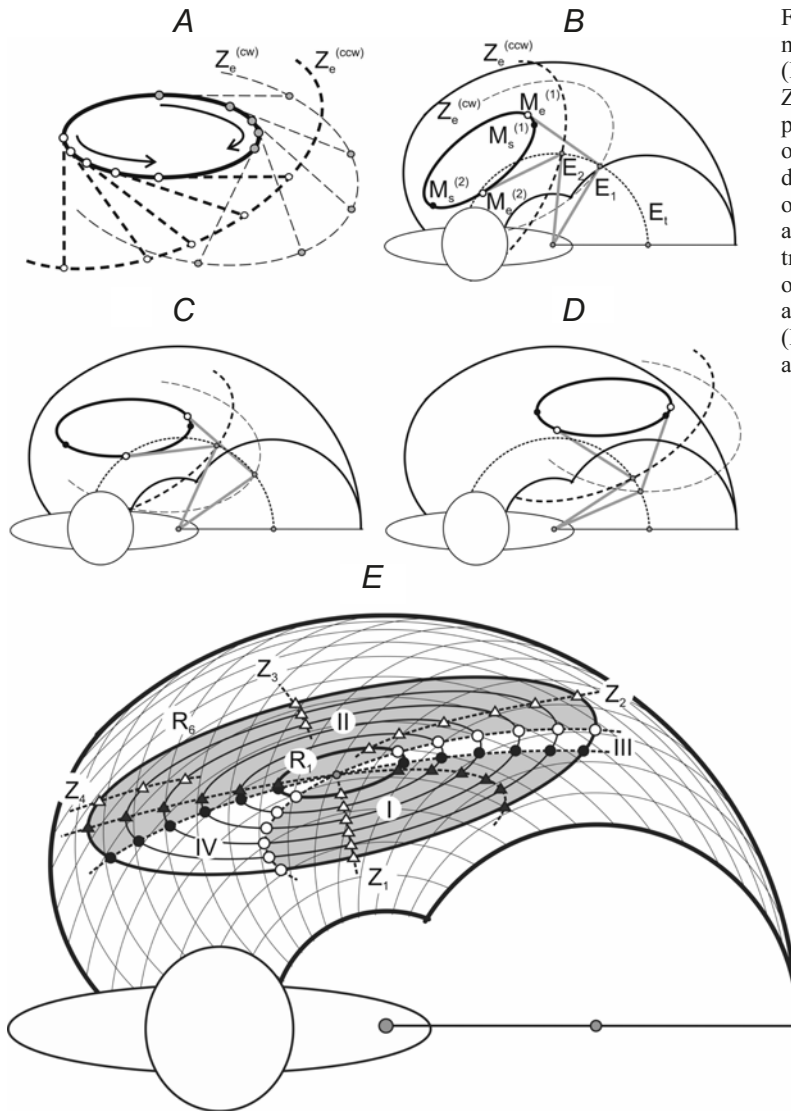 A
Z_e^(cw) Z_e^(ccw)
B
Z_e^(ccw)
Z_e^(cw)
M_e^(1)
M_s^(1)
M_s^(2)
M_e^(2)
E_2
E_1
E_t
C
D
E
Z_3
Z_2
R_6
II
R_1
III
Z_4
I
IV
Z_1
F
n
(
Z
p
o
d
o
a
tr
o
a
(
a